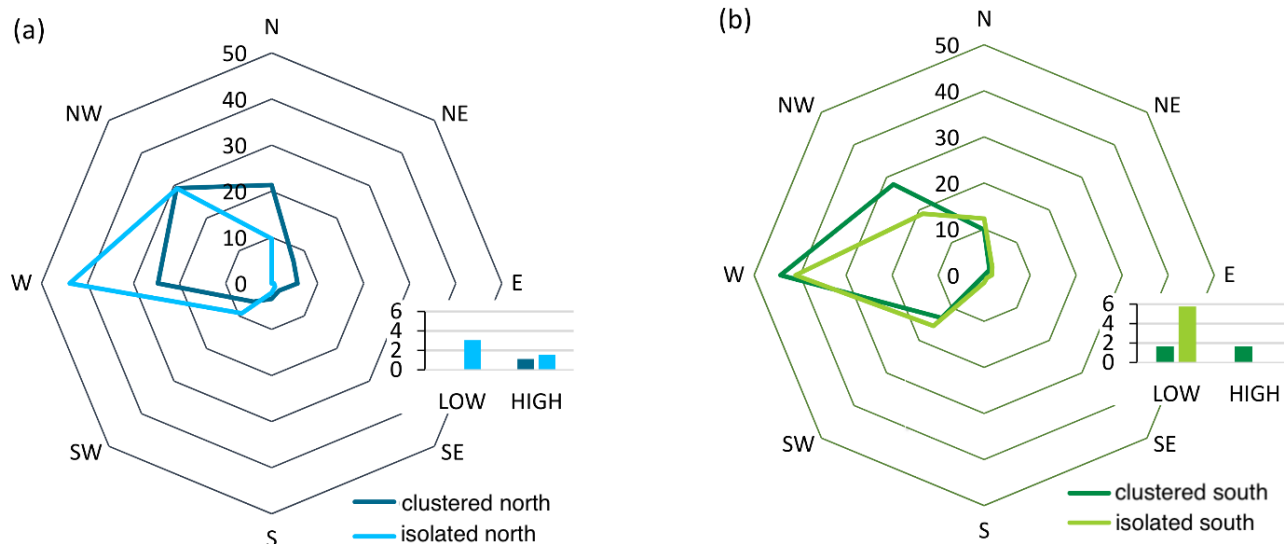 (a)
N
50
NW
NE
40
30
20
10
W
0
E
6
4
2
0
LOW HIGH
SW
SE
S
clustered north
isolated north
(b)
N
50
NW
NE
40
30
20
10
W
0
E
6
4
2
0
LOW HIGH
SW
SE
S
clustered south
isolated south